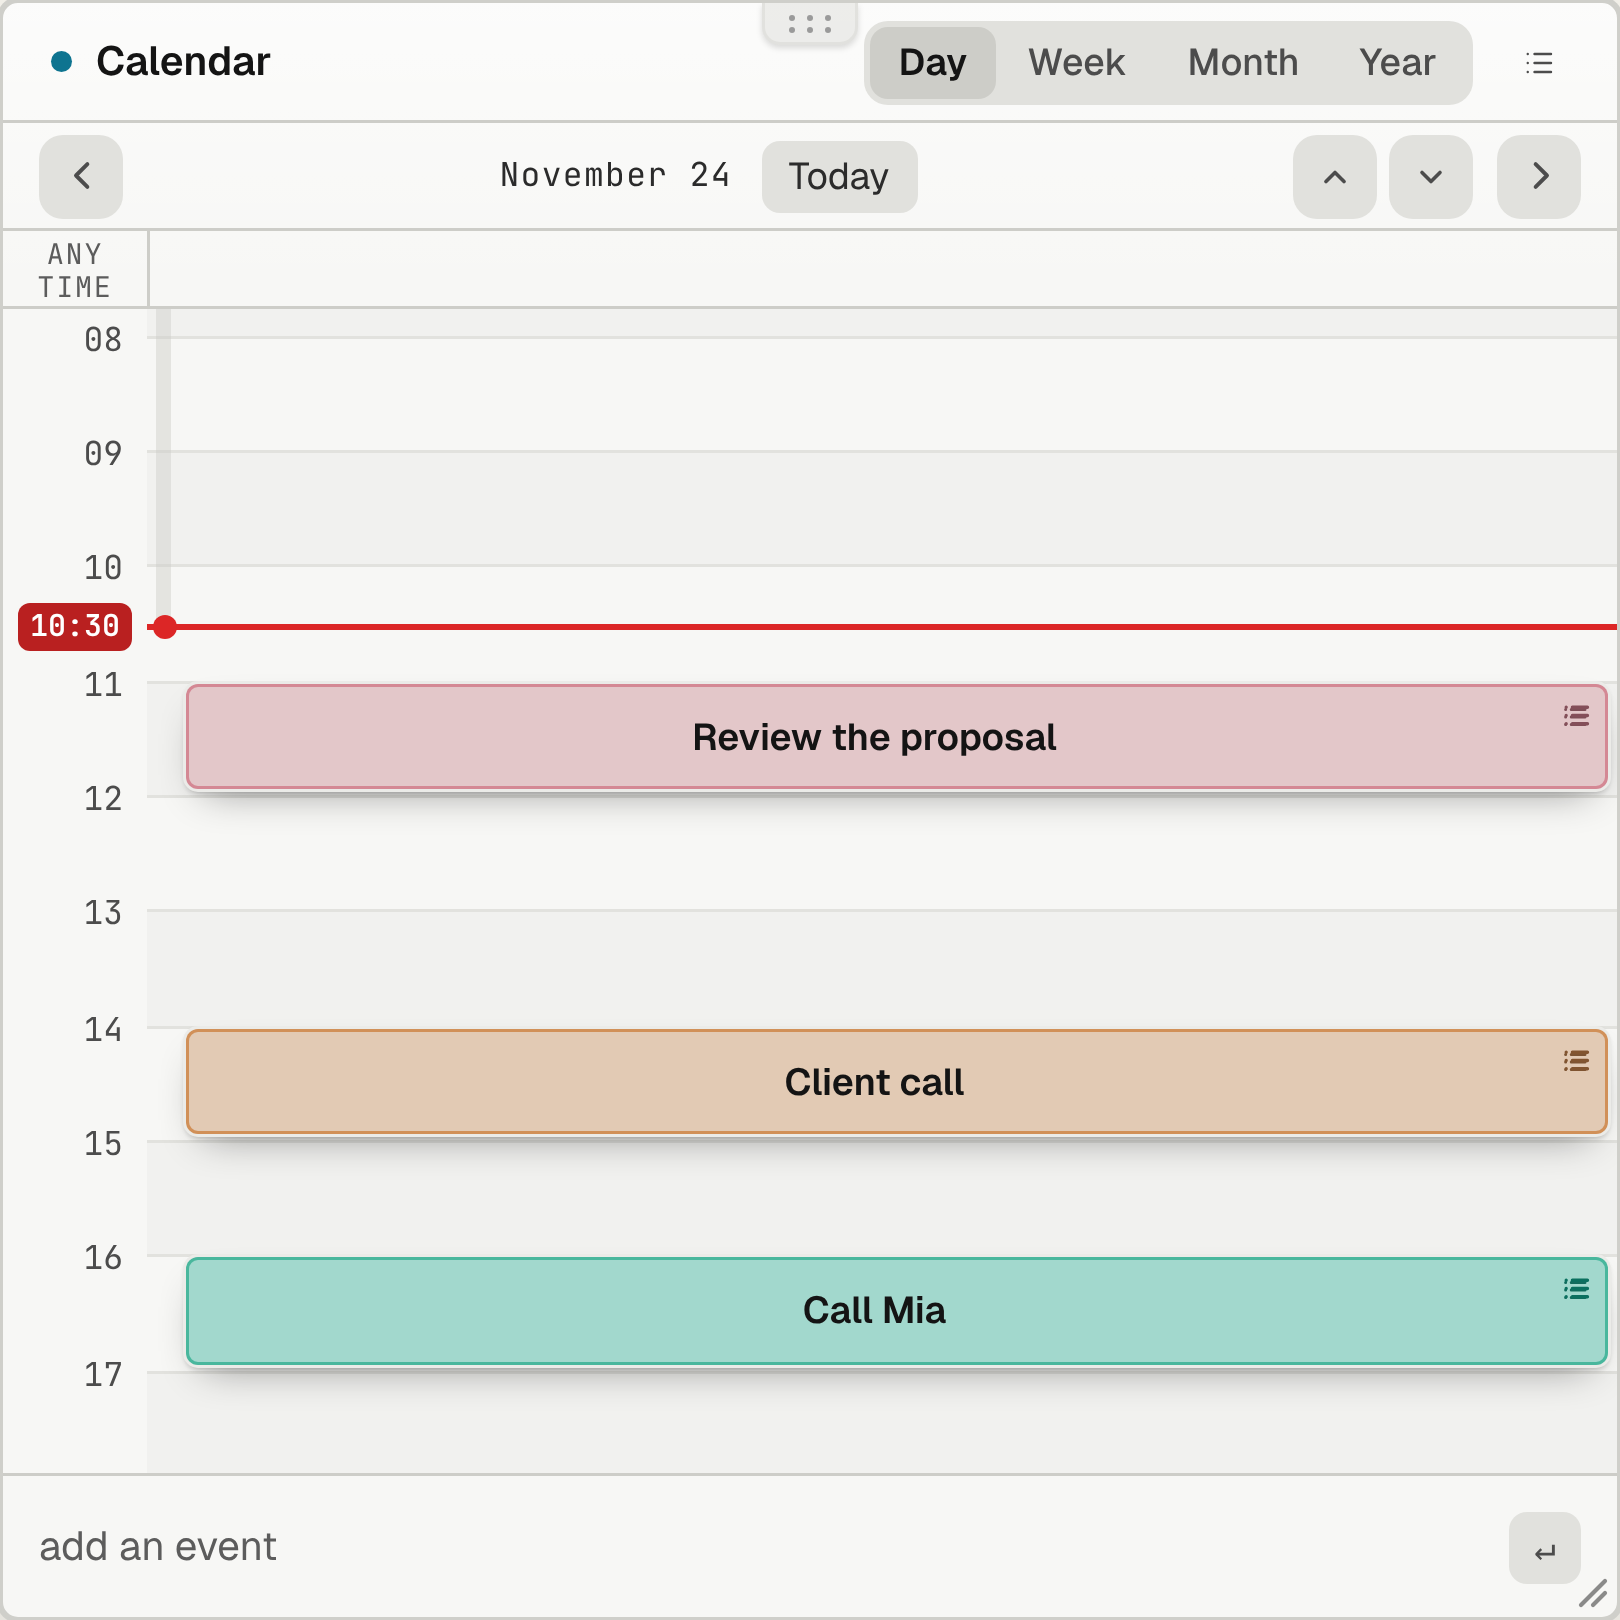 Calendar
Day Week Month Year
November 24 Today
ANY
TIME
08
09
10
10:30
11
Review the proposal
12
13
14
Client call
15
16
Call Mia
17
add an event